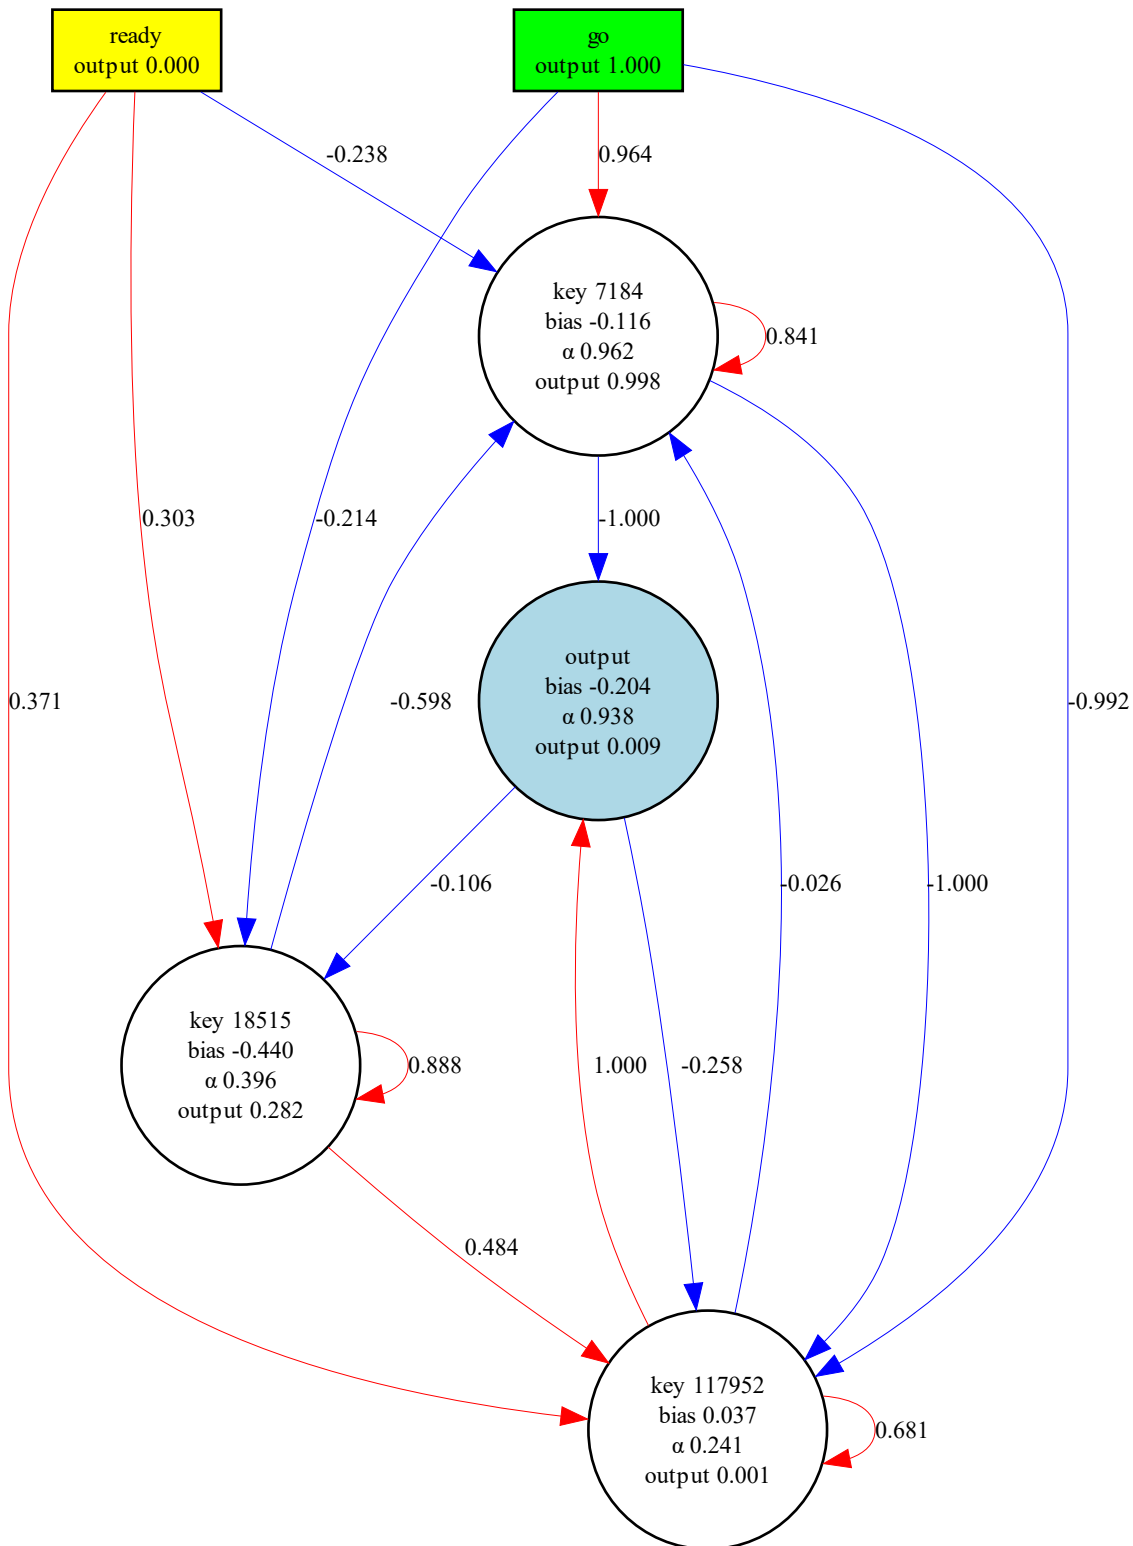 ready
output 0.000
go
output 1.000
-0.238
0.964
key 7184
bias -0.116
α 0.962
output 0.998
0.841
0.303
-0.214
-1.000
output
bias -0.204
α 0.938
output 0.009
0.371
-0.598
-0.992
-0.106
-0.026
-1.000
key 18515
bias -0.440
α 0.396
output 0.282
0.888
1.000
-0.258
0.484
key 117952
bias 0.037
α 0.241
output 0.001
0.681